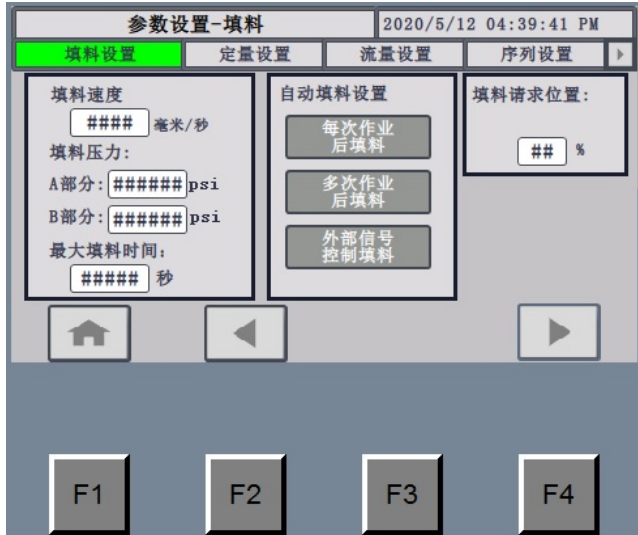 参数设置-填料
2020/5/12 04:39:41 PM
填料设置
定量设置
流量设置
序列设置
填料速度
#### 毫米/秒
填料压力:
A部分: ###### psi
B部分: ###### psi
最大填料时间:
##### 秒
自动填料设置
每次作业
后填料
多次作业
后填料
外部信号
控制填料
填料请求位置:
## %
F1
F2
F3
F4